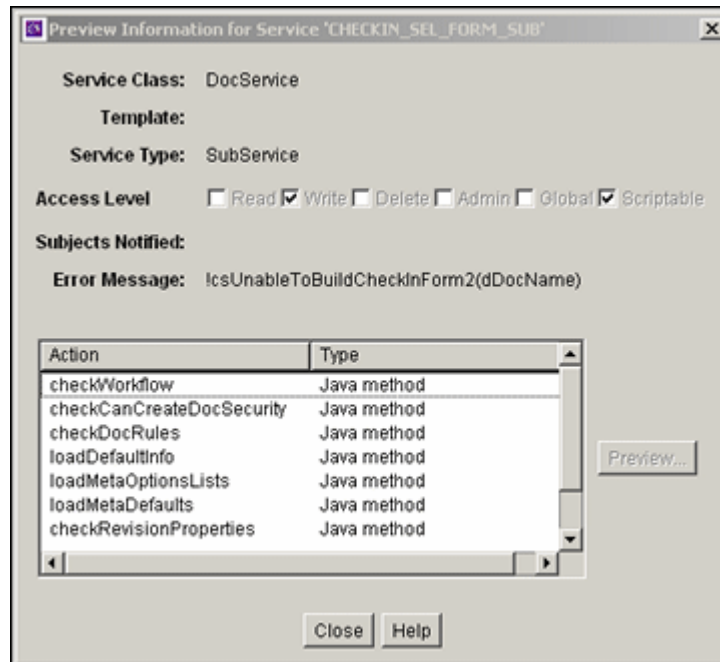 Preview Information for Service 'CHECKIN_SEL_FORM_SUB'
Service Class: DocService
Template:
Service Type: SubService
Access Level Read Write Delete Admin Global Scriptable
Subjects Notified:
Error Message: !csUnableToBuildCheckInForm2(dDocName)
Action Type
checkWorkflow Java method
checkCanCreateDocSecurity Java method
checkDocRules Java method
loadDefaultInfo Java method
loadMetaOptionsLists Java method
loadMetaDefaults Java method
checkRevisionProperties Java method
Preview...
Close Help